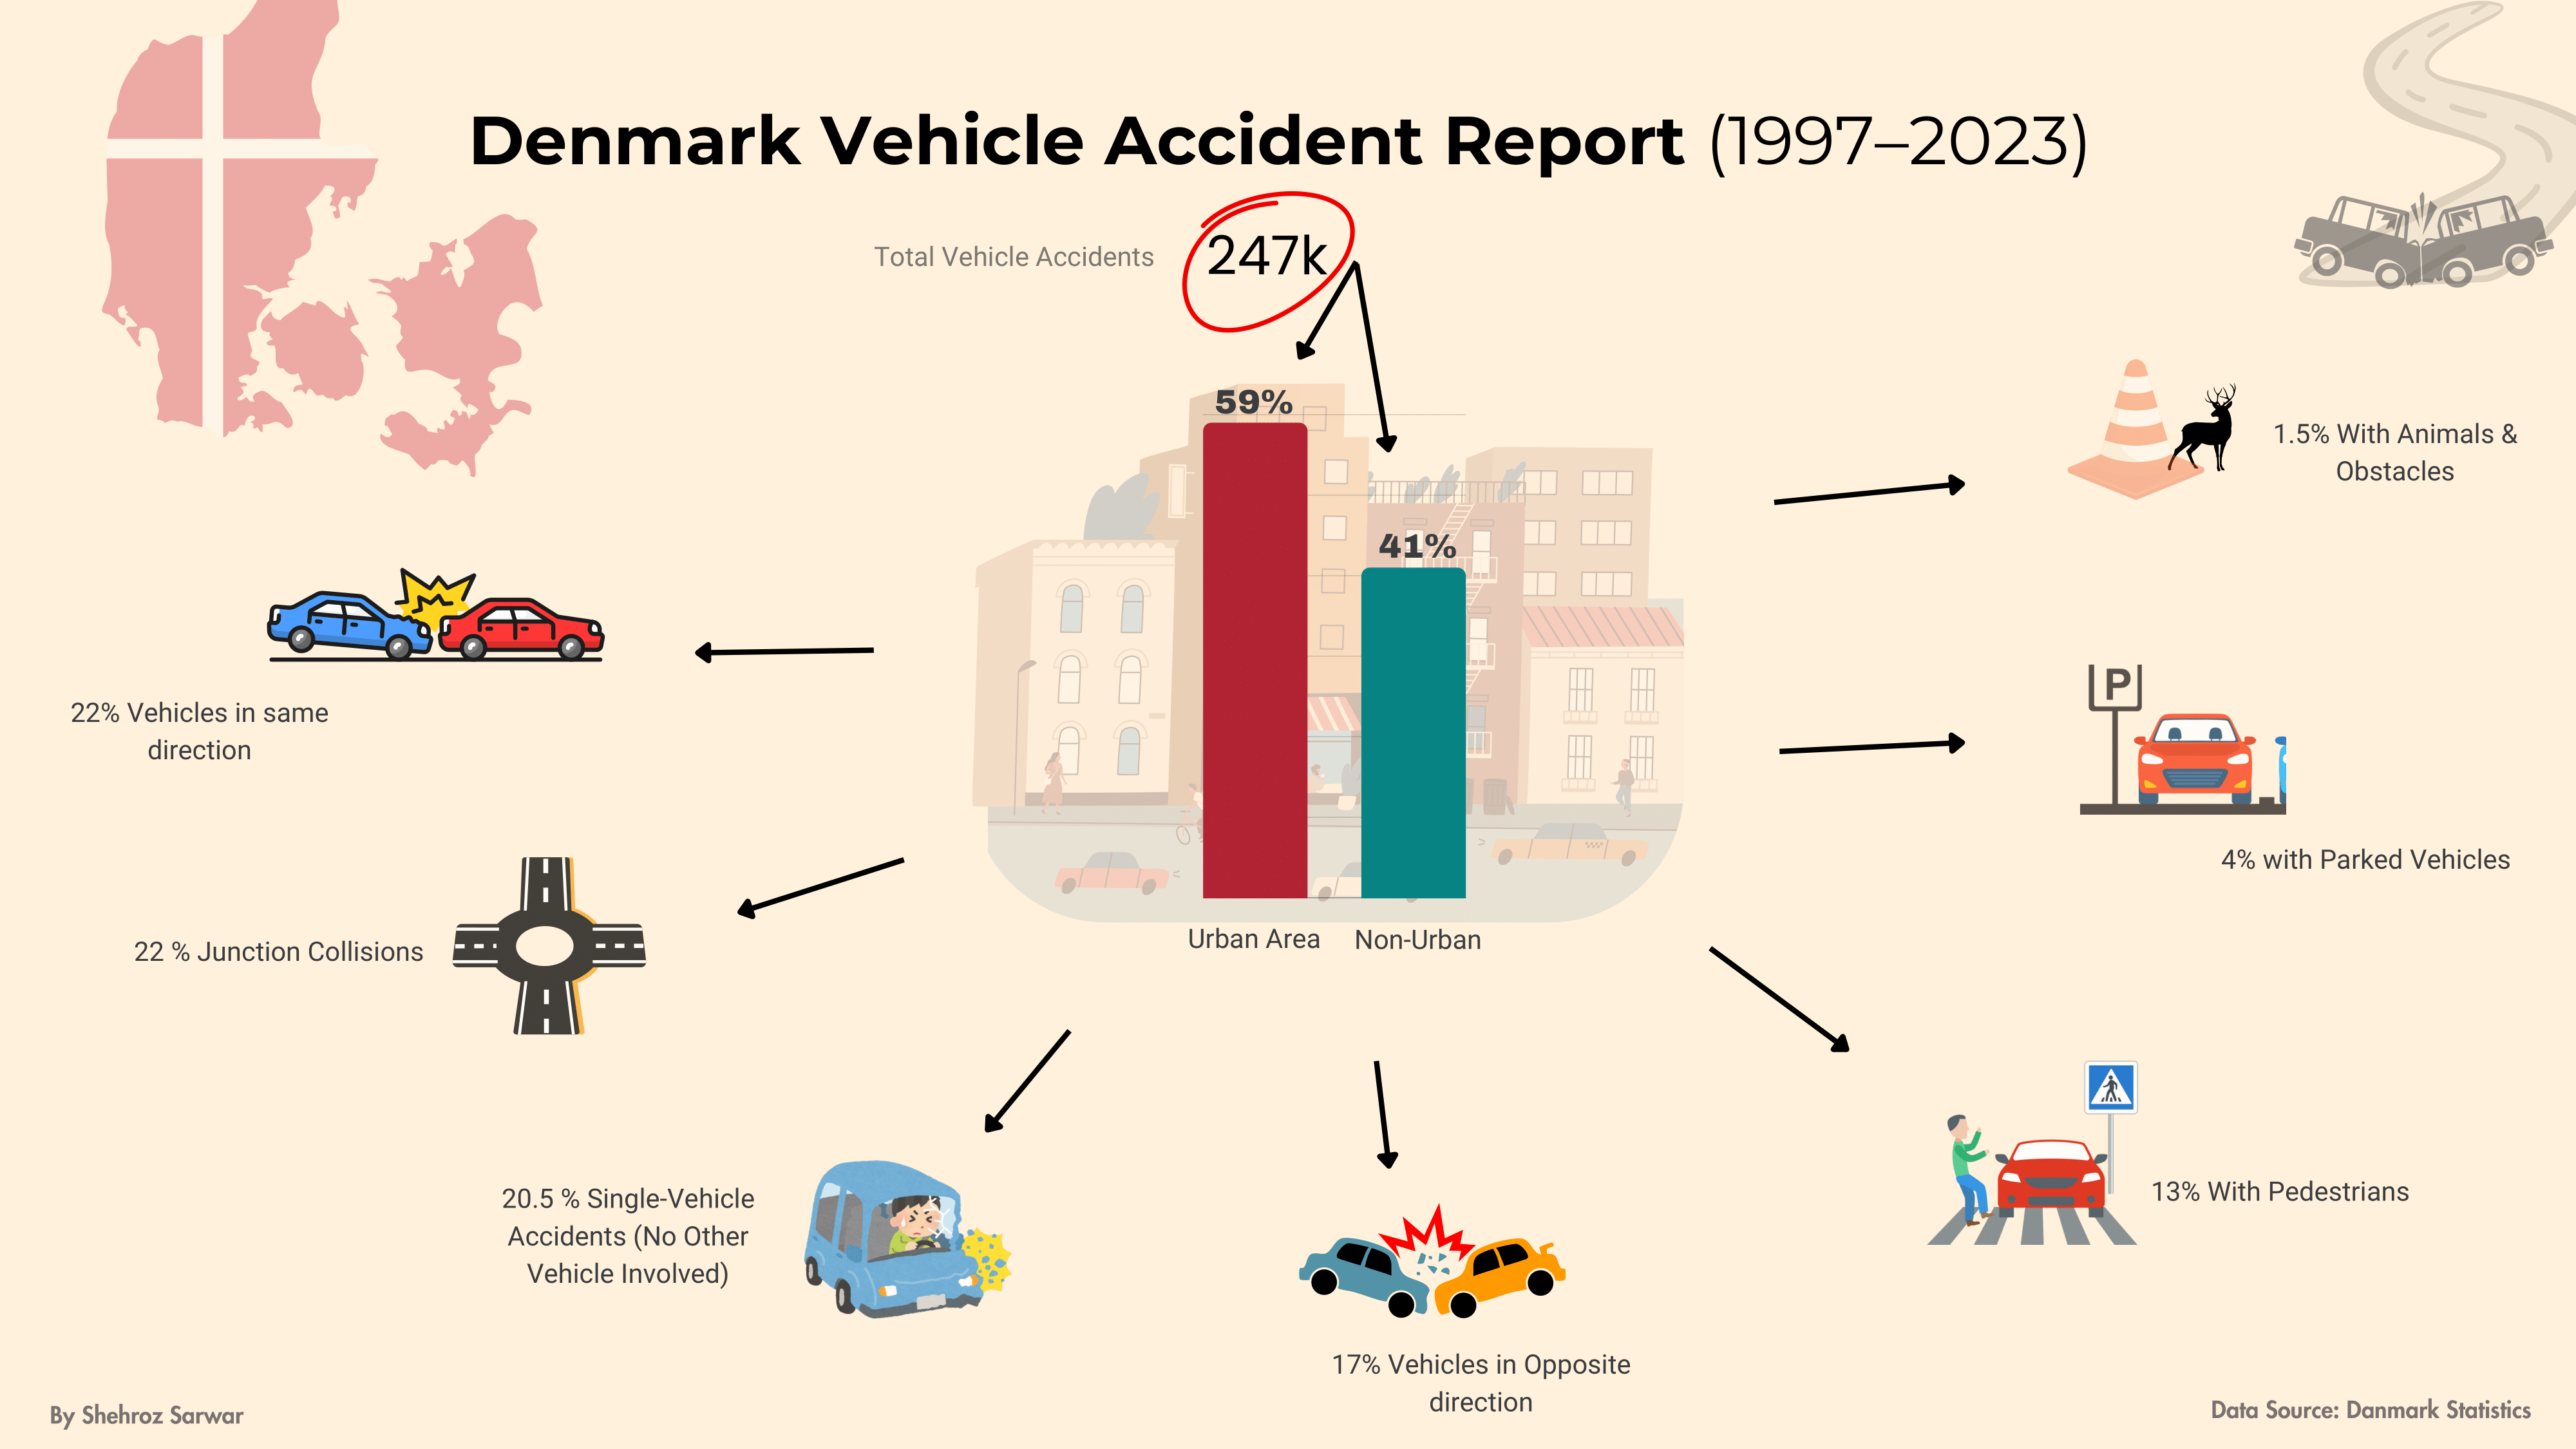 Denmark Vehicle Accident Report (1997–2023)
Total Vehicle Accidents
247k
59%
41%
Urban Area
Non-Urban
1.5% With Animals &
Obstacles
22% Vehicles in same
direction
P
4% with Parked Vehicles
22 % Junction Collisions
13% With Pedestrians
20.5 % Single-Vehicle
Accidents (No Other
Vehicle Involved)
17% Vehicles in Opposite
direction
By Shehroz Sarwar
Data Source: Danmark Statistics